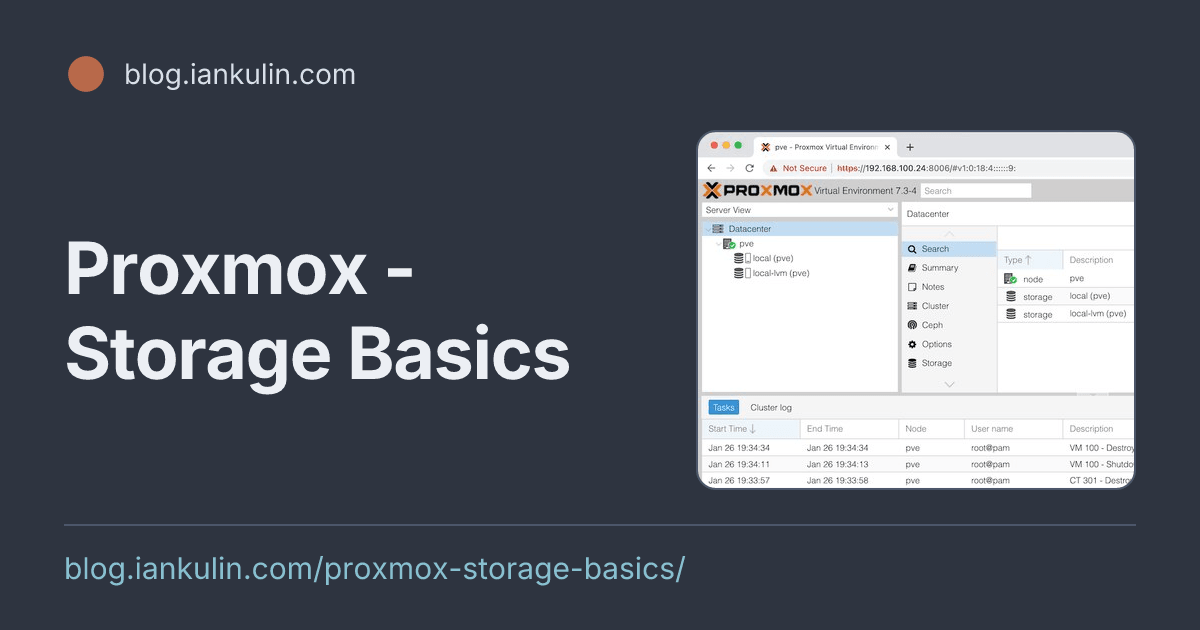 blog.iankulin.com
Proxmox -
Storage Basics
pve - Proxmox Virtual Environ
Not Secure | https://192.168.100.24:8006/#v1:0:18:4::::::9:
PROXMOX Virtual Environment 7.3-4 Search
Server View
Datacenter
pve
local (pve)
local-lvm (pve)
Datacenter
Search
Summary
Notes
Cluster
Ceph
Options
Storage
Type Description
node pve
storage local (pve)
storage local-lvm (pve)
Tasks Cluster log
Start Time End Time Node User name Description
Jan 26 19:34:34 Jan 26 19:34:34 pve root@pam VM 100 - Destroy
Jan 26 19:34:11 Jan 26 19:34:13 pve root@pam VM 100 - Shutdo
Jan 26 19:33:57 Jan 26 19:33:58 pve root@pam CT 301 - Destro
blog.iankulin.com/proxmox-storage-basics/